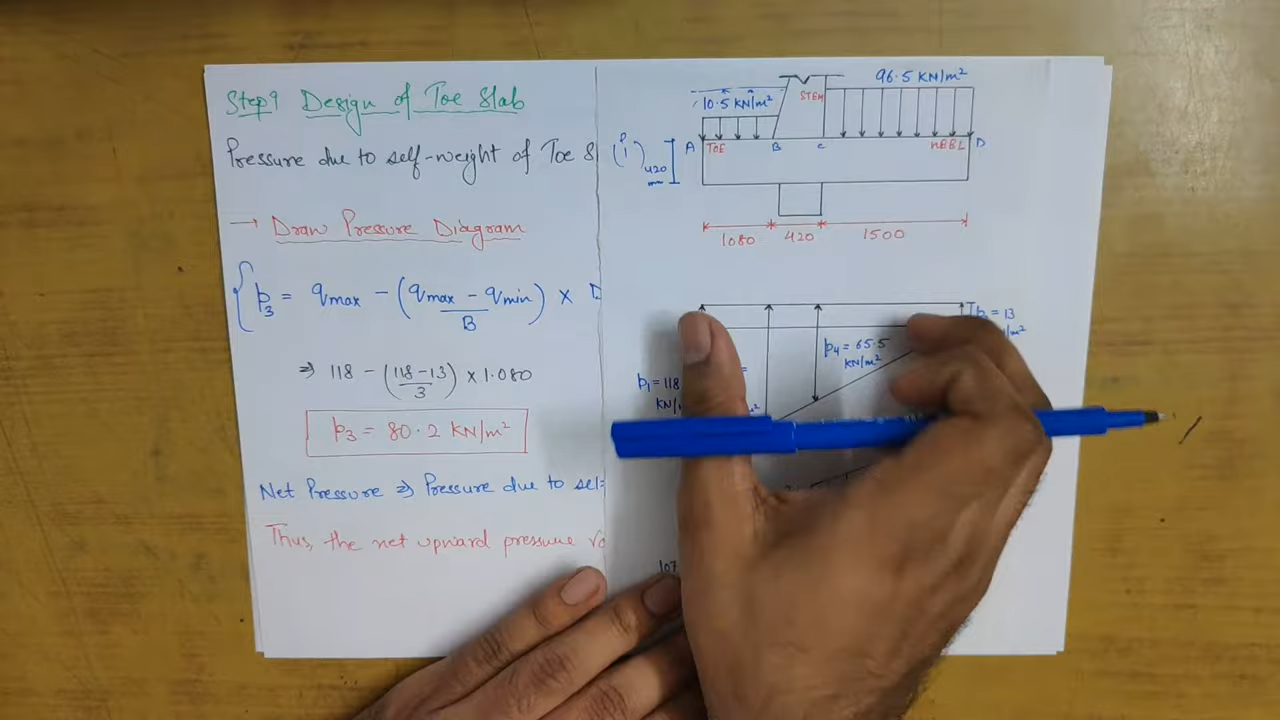 Step 9 Design of Toe Slab
Pressure due to self-weight of Toe S
→ Draw Pressure Diagram
p3 = qmax - (qmax - qmin / B) ×
⇒ 118 - (118-13 / 3) × 1.080
p3 = 80.2 KN/m²
Net Pressure ⇒ Pressure due to sel
Thus, the net upward pressure
96.5 KN/m²
10.5 KN/m²
STEM
A
TOE
B
C
HEEL
D
420
mm
1080
420
1500
= 13
/m²
p4 = 65.5
KN/m²
p1 = 118
KN/
=
m²
107